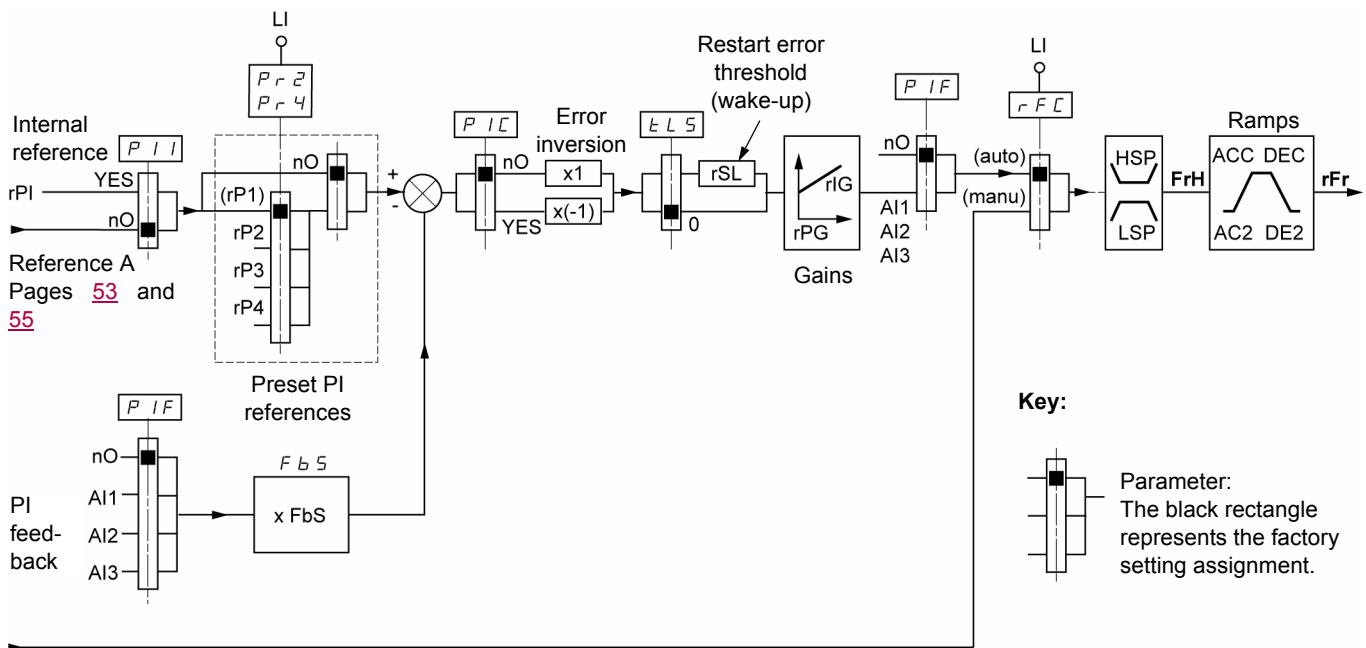 LI
Pr2
Pr4
Internal
reference
PII
rPI
YES
nO
Reference A
Pages 53 and
55
(rP1)
rP2
rP3
rP4
nO
Preset PI
references
+
-
PIC
nO
YES
Error
inversion
x1
x(-1)
tLS
0
Restart error
threshold
(wake-up)
rSL
rIG
rPG
Gains
PIF
nO
AI1
AI2
AI3
LI
rFC
(auto)
(manu)
HSP
LSP
FrH
Ramps
ACC DEC
AC2 DE2
rFr
PIF
PI
feed-
back
nO
AI1
AI2
AI3
FbS
x FbS
Key:
Parameter:
The black rectangle
represents the factory
setting assignment.